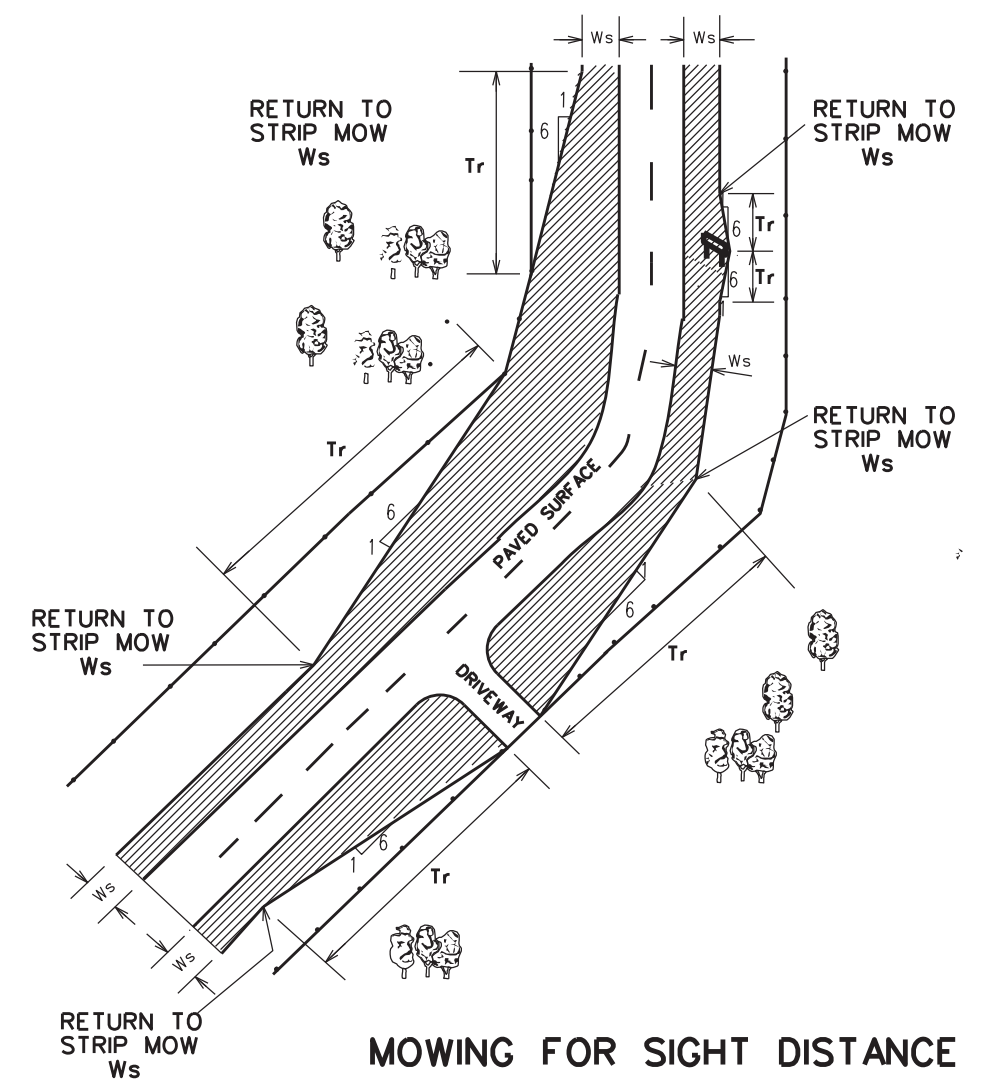 Ws
Ws
RETURN TO
STRIP MOW
Ws
1
6
Tr
RETURN TO
STRIP MOW
Ws
6
Tr
6
Tr
1
Ws
RETURN TO
STRIP MOW
Ws
Tr
6
1
PAVED SURFACE
1
6
Tr
RETURN TO
STRIP MOW
Ws
DRIVEWAY
6
1
Tr
Ws
Ws
RETURN TO
STRIP MOW
Ws
MOWING FOR SIGHT DISTANCE